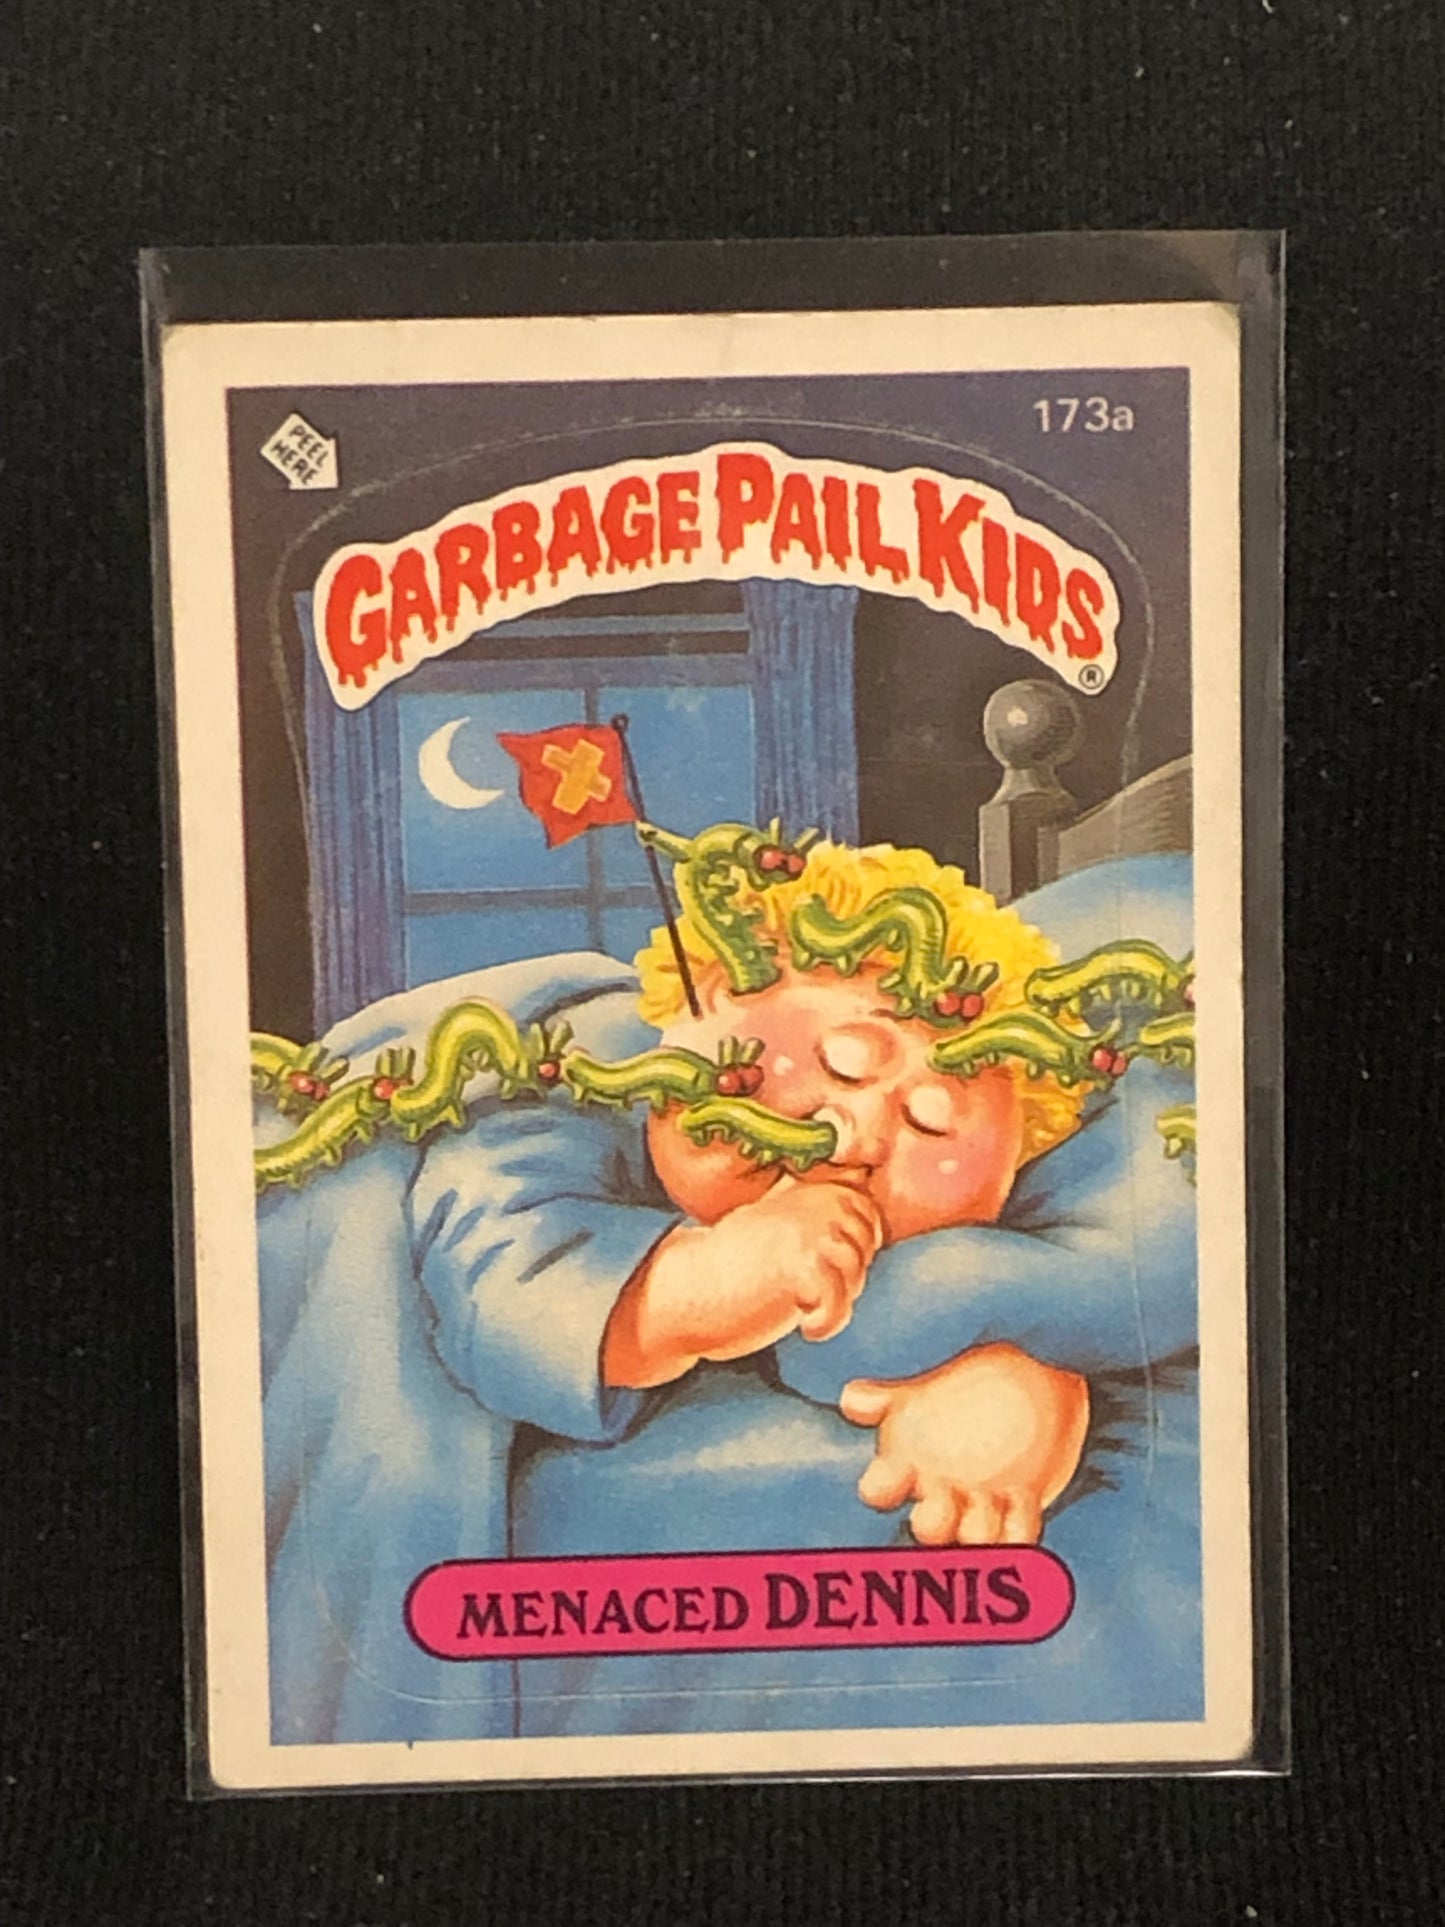 173a
PEEL
HERE
GARBAGE PAIL KIDS
®
MENACED DENNIS